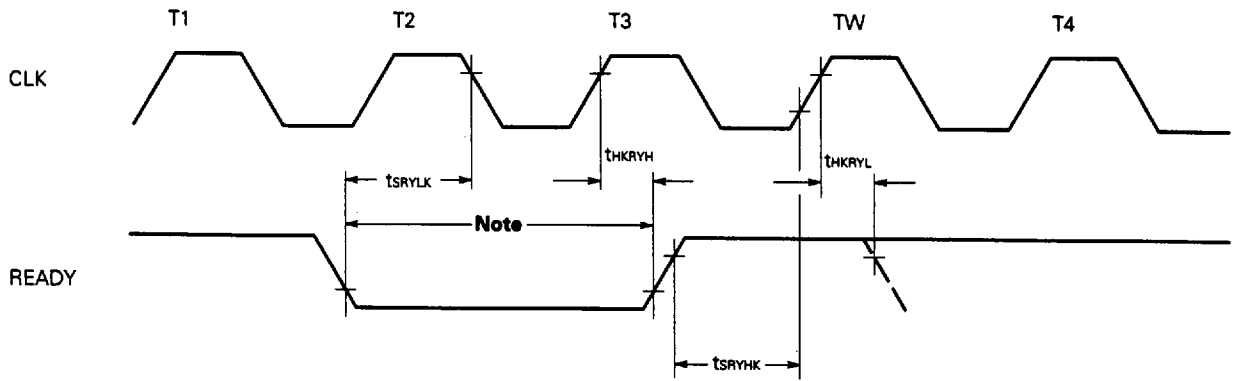 T1 T2 T3 TW T4
CLK
tHKRYH tHKRYL
tSRYLK
Note
READY
tSRYHK